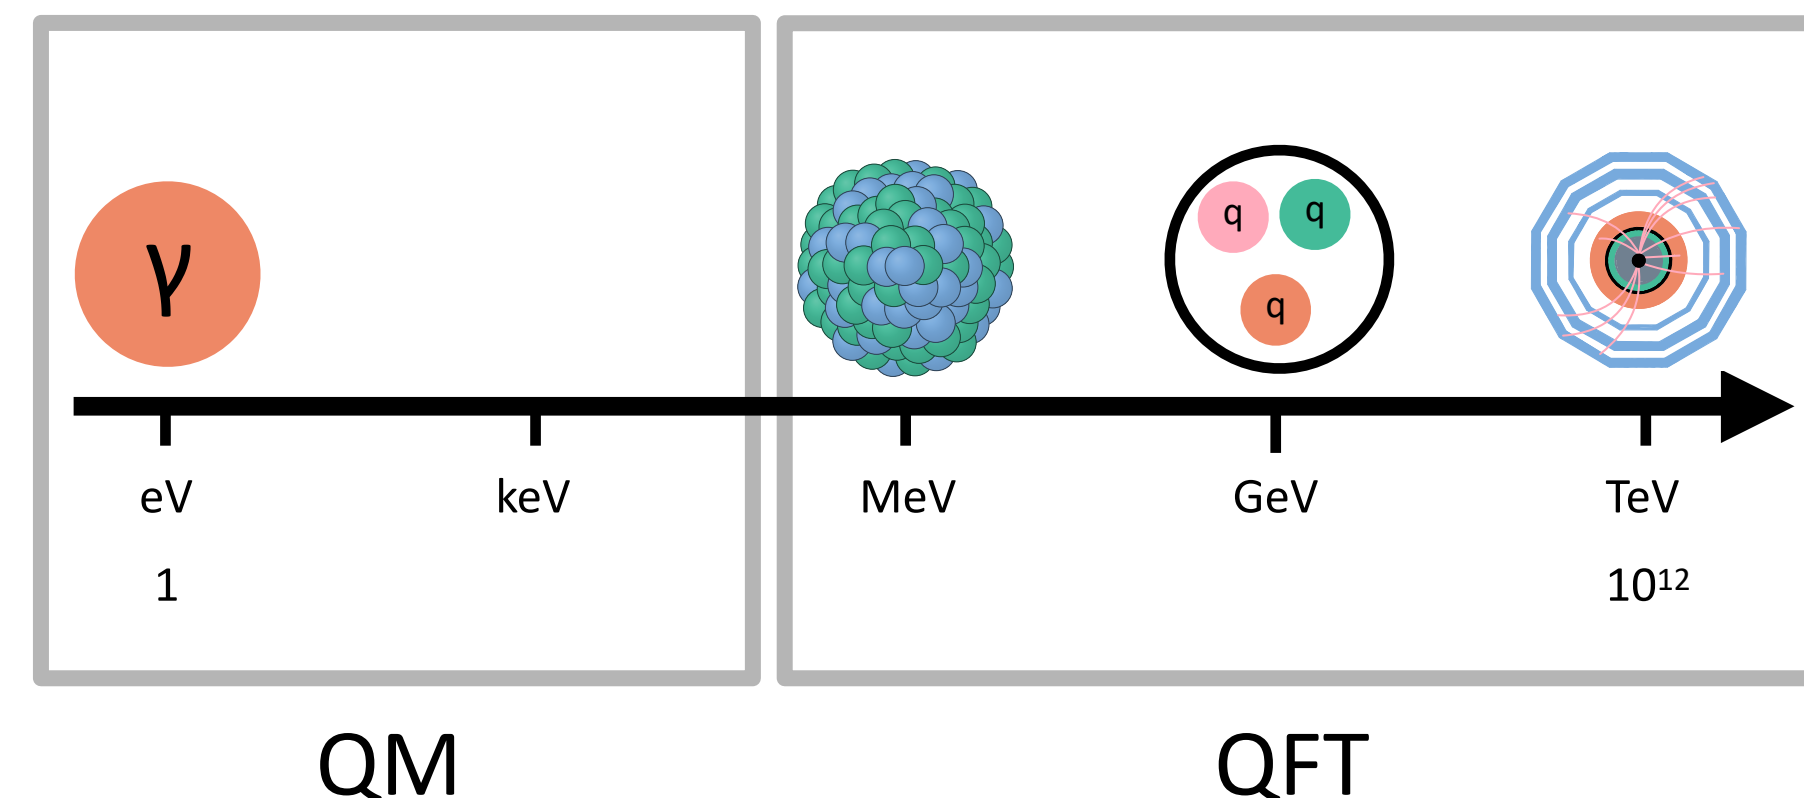 γ
q q
q
eV keV MeV GeV TeV
1 10¹²
QM QFT